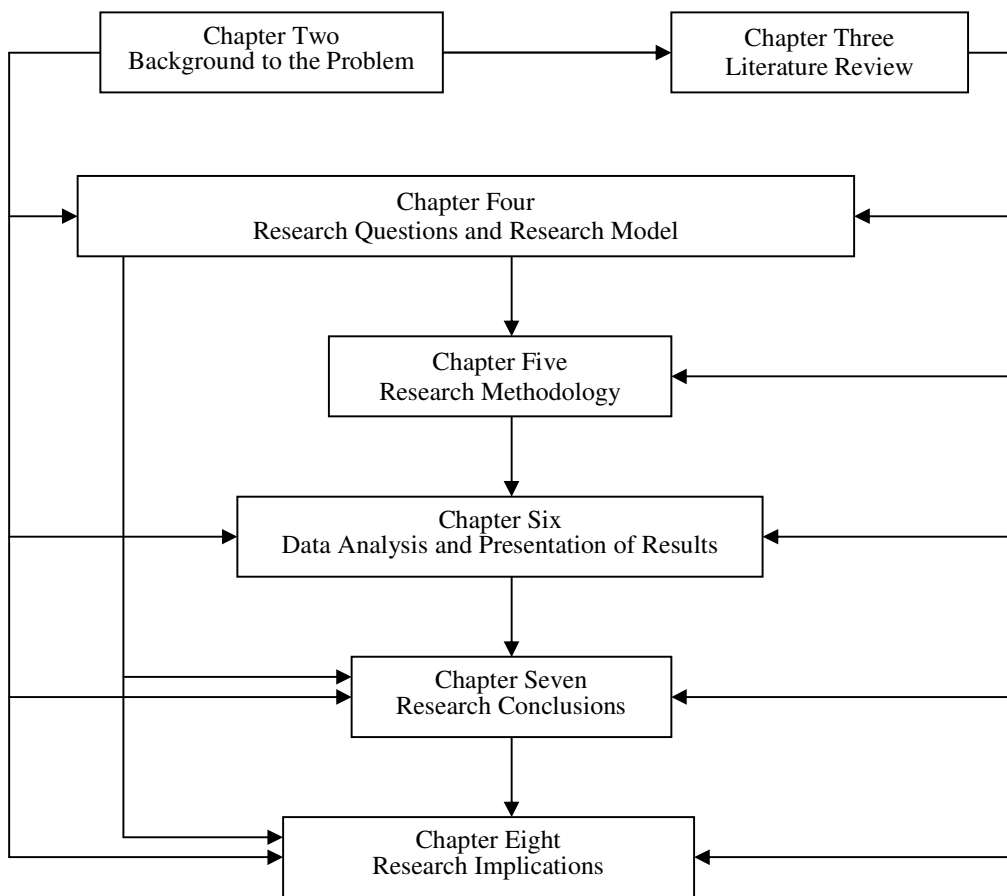 Chapter Two
Background to the Problem
Chapter Three
Literature Review
Chapter Four
Research Questions and Research Model
Chapter Five
Research Methodology
Chapter Six
Data Analysis and Presentation of Results
Chapter Seven
Research Conclusions
Chapter Eight
Research Implications